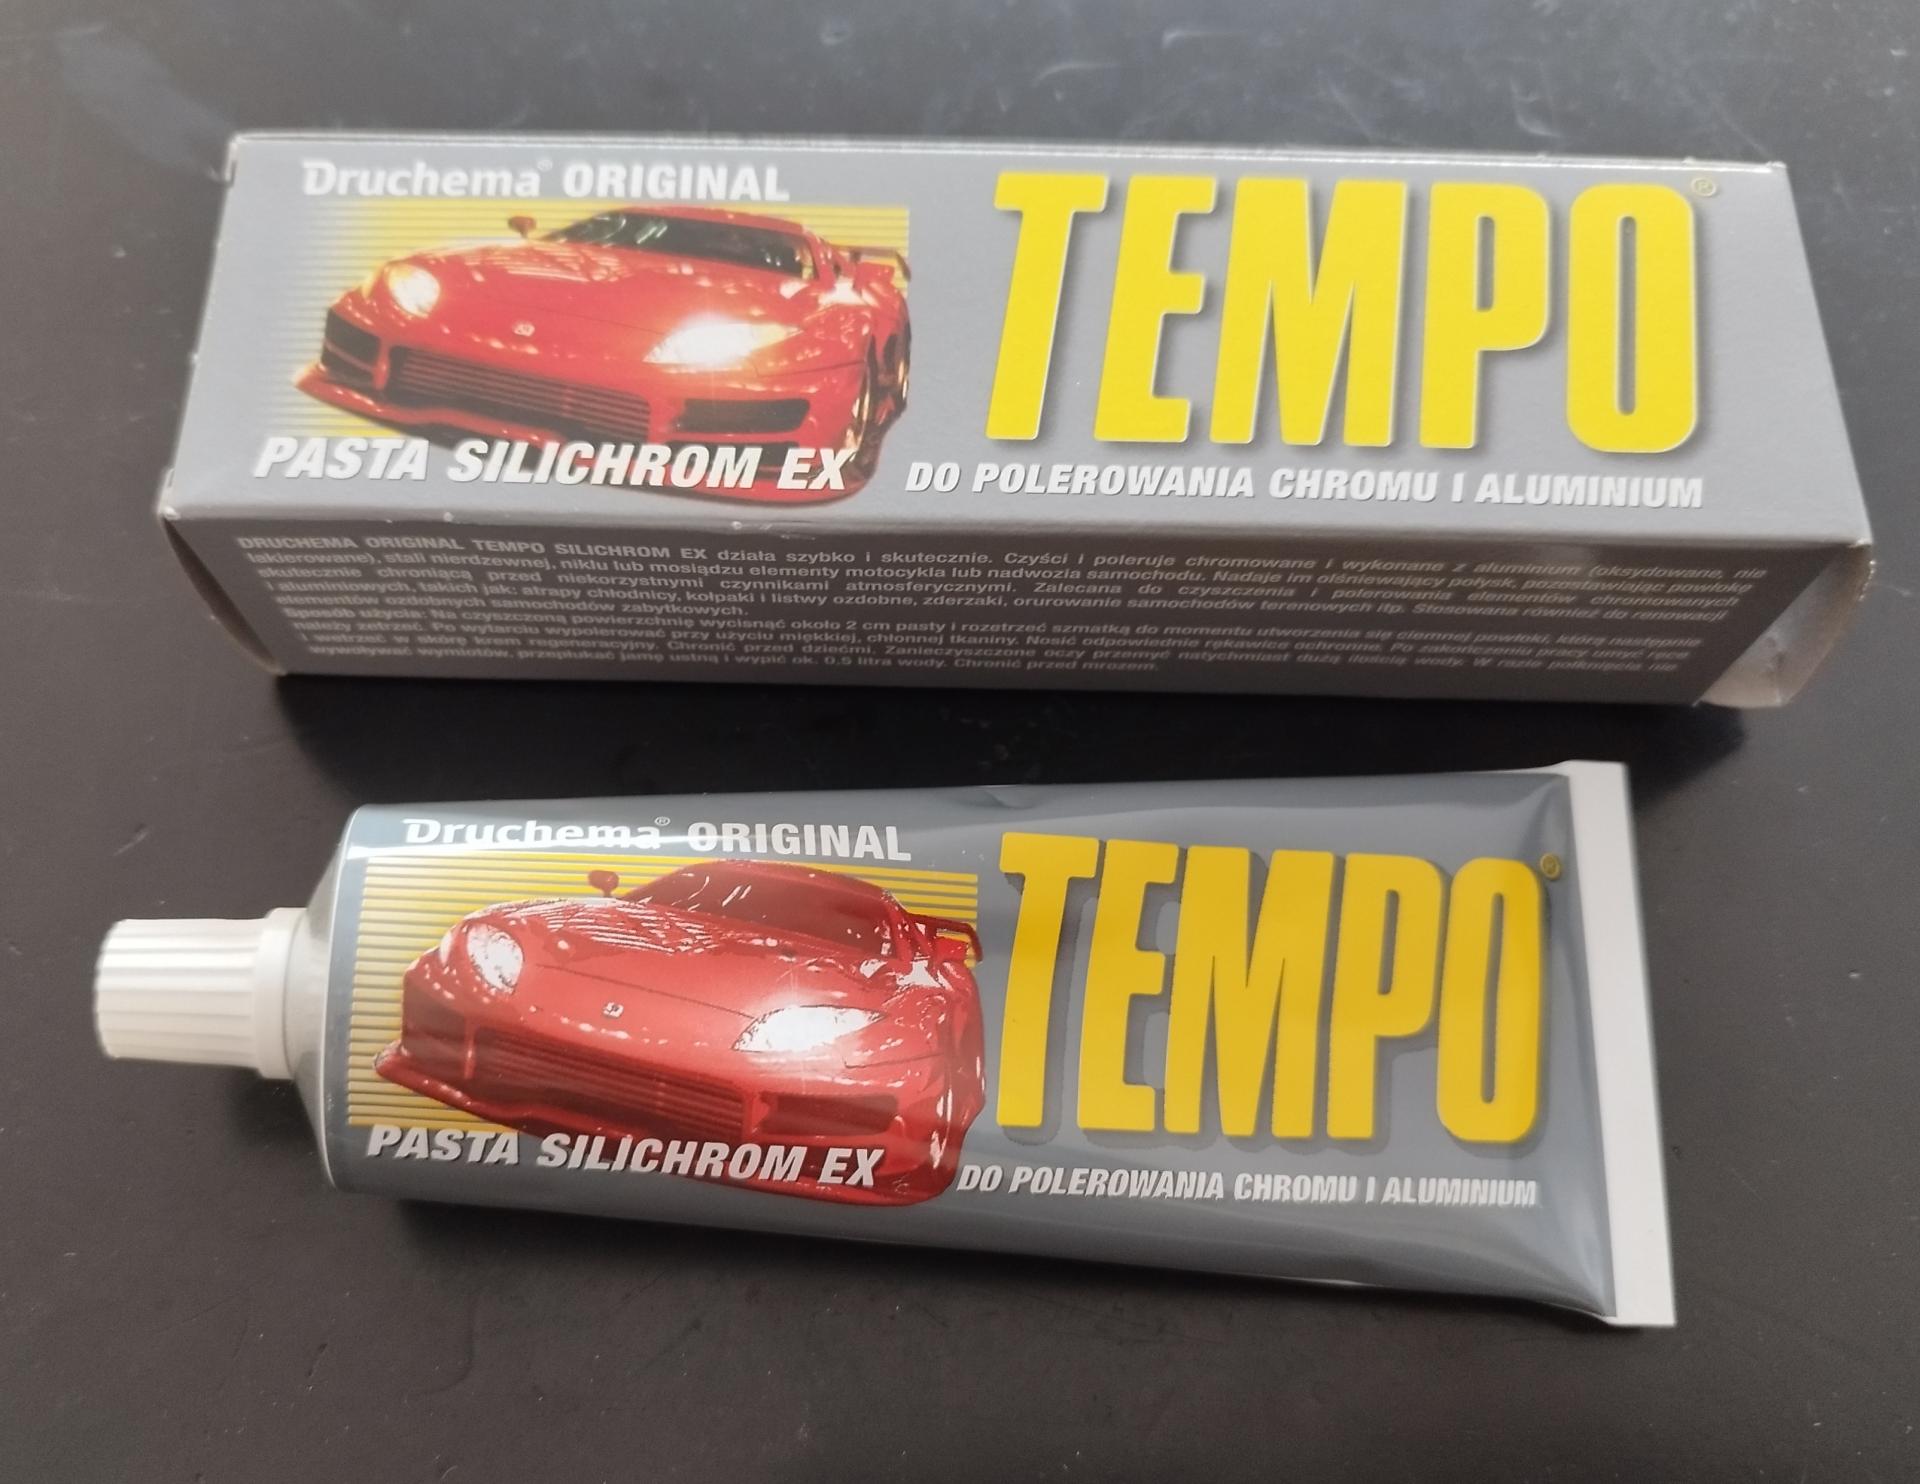 Druchema® ORIGINAL
TEMPO®
PASTA SILICHROM EX
DO POLEROWANIA CHROMU I ALUMINIUM
DRUCHEMA ORIGINAL TEMPO SILICHROM EX działa szybko i skutecznie. Czyści i poleruje chromowane i wykonane z aluminium (oksydowane, nie
lakierowane), stali nierdzewnej, niklu lub mosiądzu elementy motocykla lub nadwozia samochodu. Nadaje im olśniewający połysk, pozostawiając powłokę
skutecznie chroniącą przed niekorzystnymi czynnikami atmosferycznymi. Zalecana do czyszczenia i polerowania elementów chromowanych
i aluminiowych, takich jak: atrapy chłodnicy, kołpaki i listwy ozdobne, zderzaki, orurowanie samochodów terenowych itp. Stosowana również do renowacji
elementów ozdobnych samochodów zabytkowych.
Sposób użycia: Na czyszczoną powierzchnię wycisnąć około 2 cm pasty i rozetrzeć szmatką do momentu utworzenia się ciemnej powłoki, którą następnie
należy zetrzeć. Po wytarciu wypolerować przy użyciu miękkiej, chłonnej tkaniny. Nosić odpowiednie rękawice ochronne. Po zakończeniu pracy umyć ręce
i wetrzeć w skórę krem regeneracyjny. Chronić przed dziećmi. Zanieczyszczone oczy przemyć natychmiast dużą ilością wody. W razie połknięcia nie
wywoływać wymiotów, przepłukać jamę ustną i wypić ok. 0.5 litra wody. Chronić przed mrozem.
Druchema® ORIGINAL
TEMPO®
PASTA SILICHROM EX
DO POLEROWANIA CHROMU I ALUMINIUM